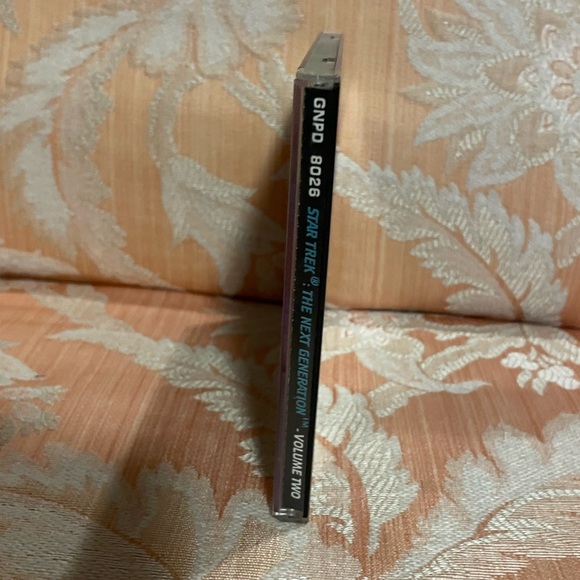 GNPD 8026 STAR TREK® : THE NEXT GENERATION™ - VOLUME TWO